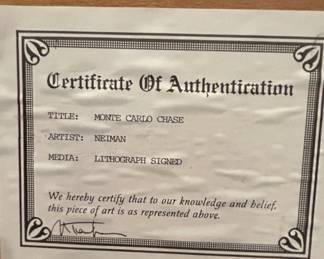 Certificate Of Authentication
TITLE: MONTE CARLO CHASE
ARTIST: NEIMAN
MEDIA: LITHOGRAPH SIGNED
We hereby certify that to our knowledge and belief,
this piece of art is as represented above.